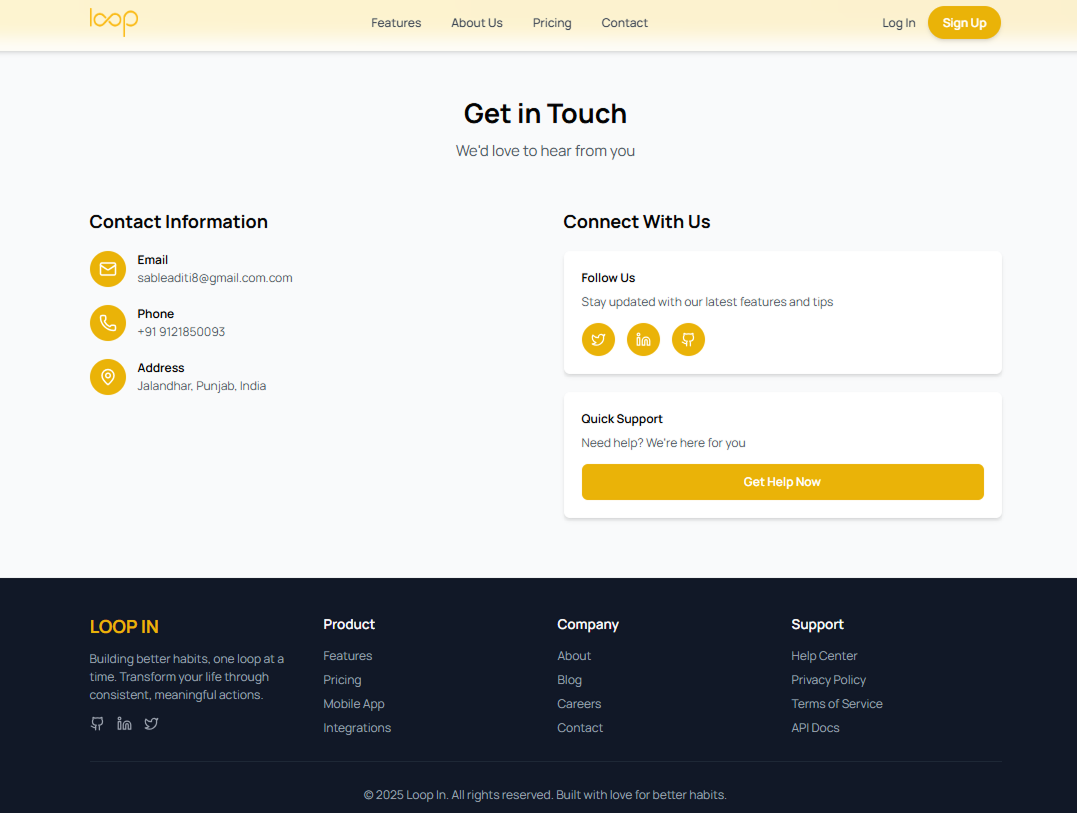 loop
Features
About Us
Pricing
Contact
Log In
Sign Up
Get in Touch
We'd love to hear from you
Contact Information
Email
sableaditi8@gmail.com.com
Phone
+91 9121850093
Address
Jalandhar, Punjab, India
Connect With Us
Follow Us
Stay updated with our latest features and tips
Quick Support
Need help? We're here for you
Get Help Now
LOOP IN
Building better habits, one loop at a
time. Transform your life through
consistent, meaningful actions.
Product
Features
Pricing
Mobile App
Integrations
Company
About
Blog
Careers
Contact
Support
Help Center
Privacy Policy
Terms of Service
API Docs
© 2025 Loop In. All rights reserved. Built with love for better habits.